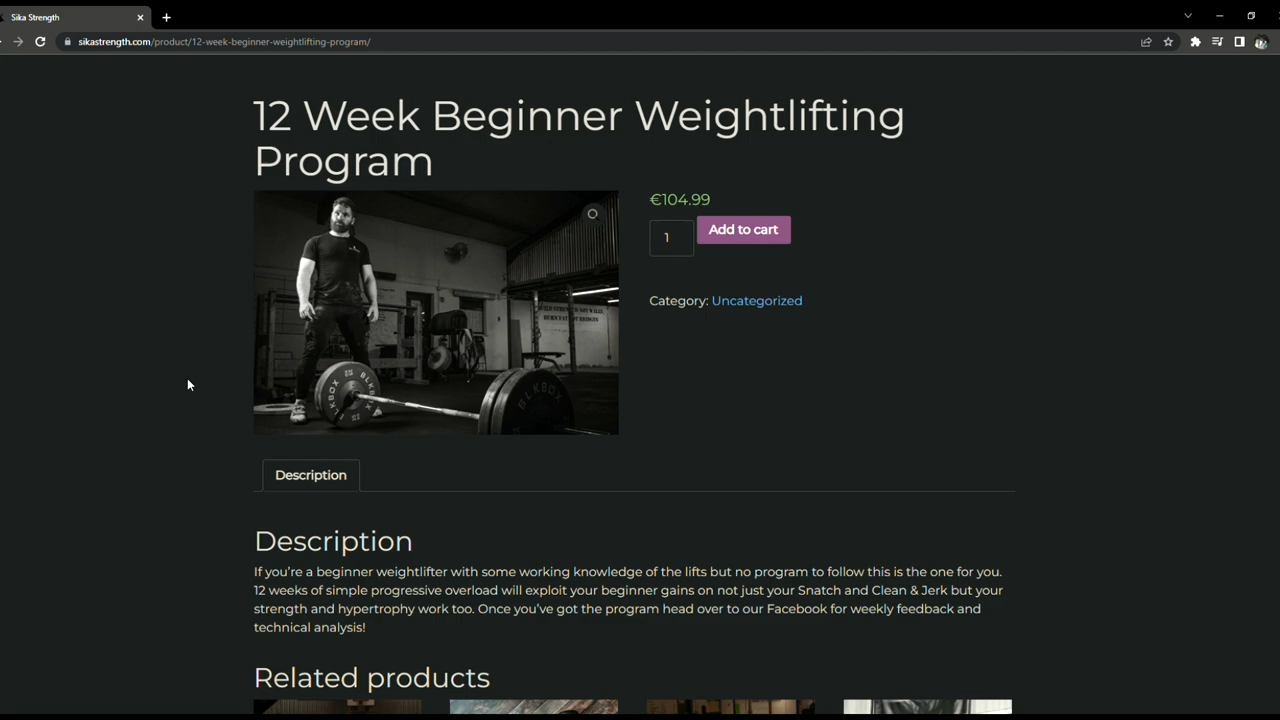 Sika Strength
sikastrength.com/product/12-week-beginner-weightlifting-program/
12 Week Beginner Weightlifting
Program
€104.99
1
Add to cart
Category: Uncategorized
BLKBOX
BLKBOX
Description
Description
If you're a beginner weightlifter with some working knowledge of the lifts but no program to follow this is the one for you.
12 weeks of simple progressive overload will exploit your beginner gains on not just your Snatch and Clean & Jerk but your
strength and hypertrophy work too. Once you've got the program head over to our Facebook for weekly feedback and
technical analysis!
Related products